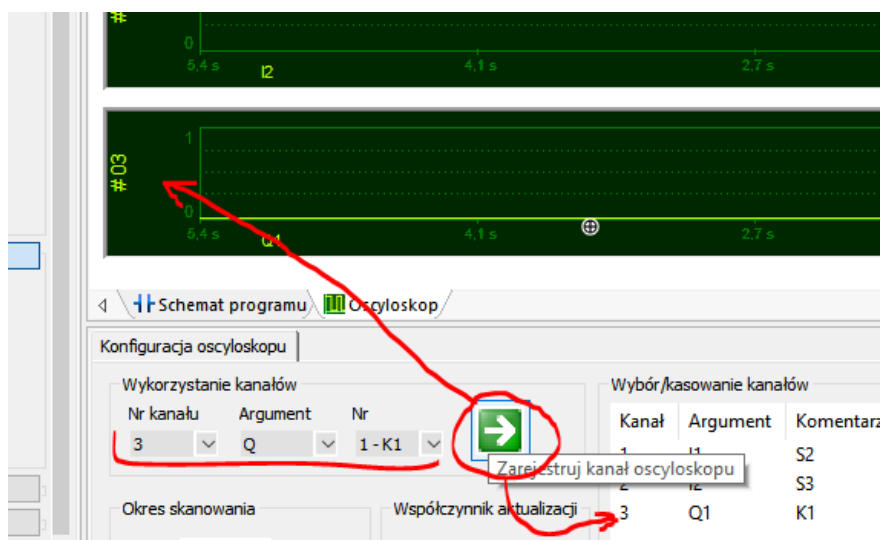 #
0
5,4 s I2 4,1 s 2,7 s
#03
1
0
5,4 s Q1 4,1 s 2,7 s
Schemat programu Oscyloskop
Konfiguracja oscyloskopu
Wykorzystanie kanałów Wybór/kasowanie kanałów
Nr kanału Argument Nr Kanał Argument Komentarz
3 Q 1 - K1
1 I1 S2
Zarejestruj kanał oscyloskopu
2 I2 S3
Okres skanowania Współczynnik aktualizacji 3 Q1 K1